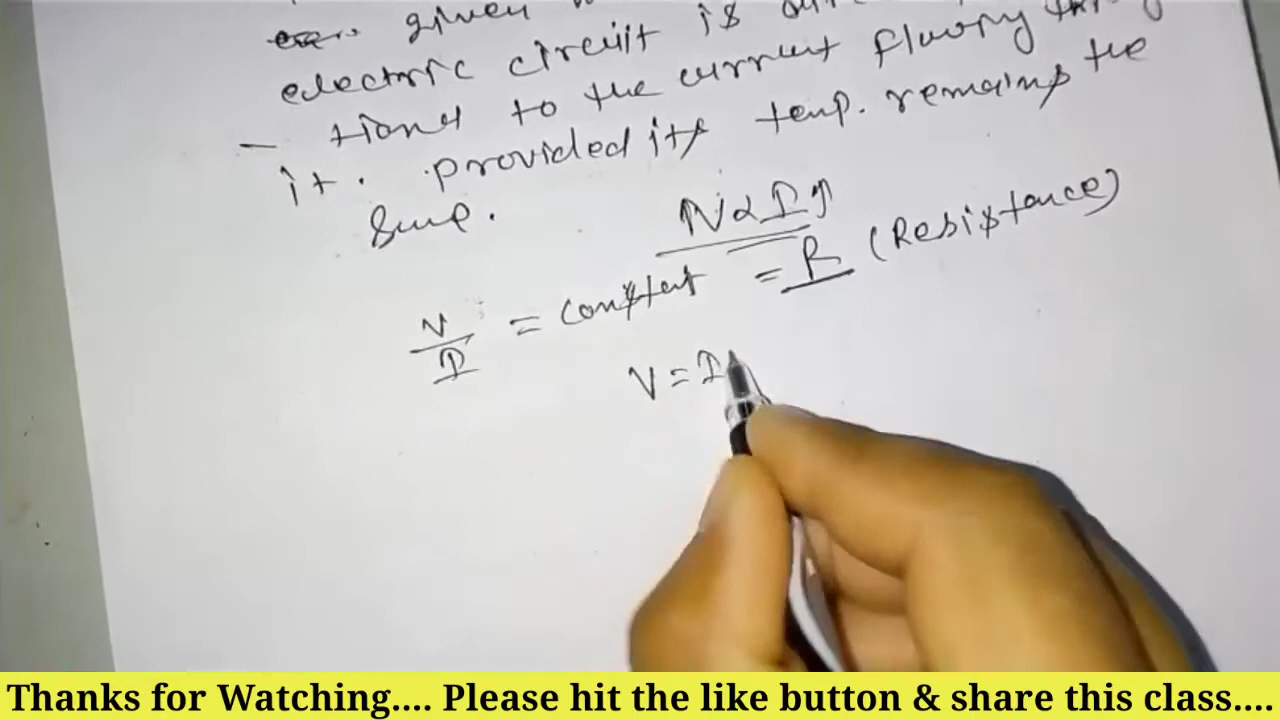 given
electric circuit is
tional to the current flowing
it. provided its temp. remains the
Same.
V ∝ I
V/I = constant = R (Resistance)
V = I
Thanks for Watching.... Please hit the like button & share this class....